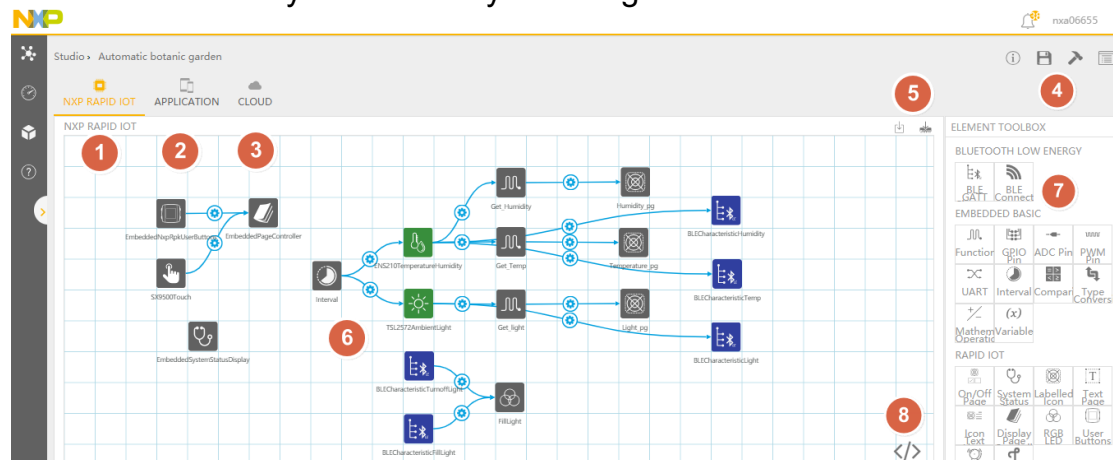 NXP
nxa06655
Studio › Automatic botanic garden
4
5
NXP RAPID IOT
APPLICATION
CLOUD
NXP RAPID IOT
1
2
3
ELEMENT TOOLBOX
BLUETOOTH LOW ENERGY
BLE GATT
BLE Connect
7
EMBEDDED BASIC
Function
GPIO Pin
ADC Pin
PWM Pin
UART
Interval
Compari
Type Convers
Mathem Operatio
(x)
Variable
RAPID IOT
On/Off Page
System Status
Labelled Icon
Text Page
Icon Text
Display Page
RGB LED
User Buttons
EmbeddedNxpRpkUserButtons
EmbeddedPageController
SX9500Touch
EmbeddedSystemStatusDisplay
Interval
6
ENS210TemperatureHumidity
TSL2572AmbientLight
Get_Humidity
Get_Temp
Get_light
Humidity_pg
Temperature_pg
Light_pg
BLECharacteristicHumidity
BLECharacteristicTemp
BLECharacteristicLight
BLECharacteristicTurnoffLight
BLECharacteristicFillLight
FillLight
8
</>